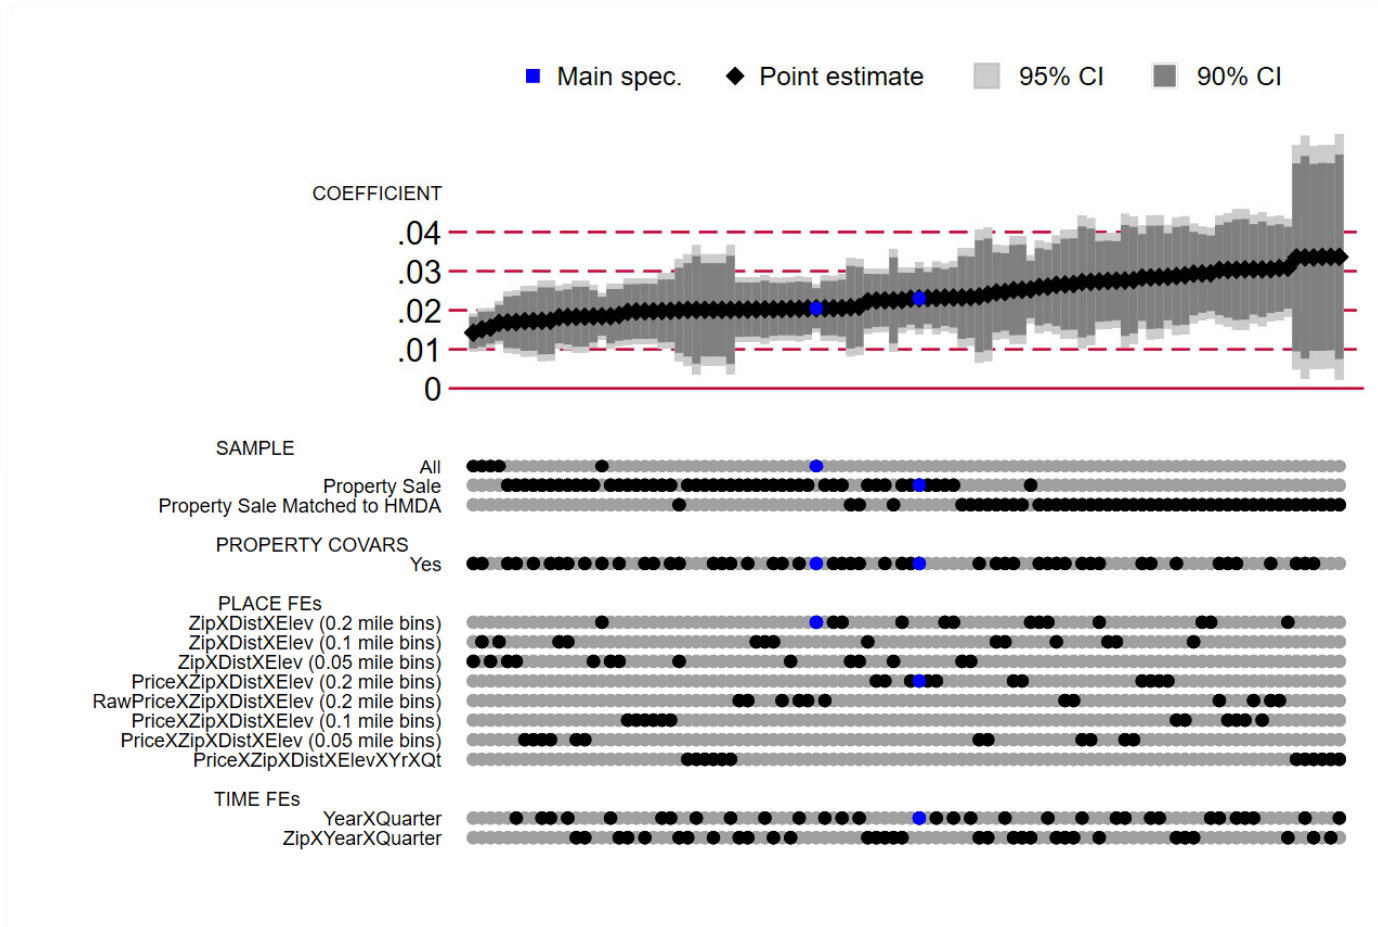 Main spec. Point estimate 95% CI 90% CI
COEFFICIENT
.04
.03
.02
.01
0
SAMPLE
All
Property Sale
Property Sale Matched to HMDA
PROPERTY COVARS
Yes
PLACE FEs
ZipXDistXElev (0.2 mile bins)
ZipXDistXElev (0.1 mile bins)
ZipXDistXElev (0.05 mile bins)
PriceXZipXDistXElev (0.2 mile bins)
RawPriceXZipXDistXElev (0.2 mile bins)
PriceXZipXDistXElev (0.1 mile bins)
PriceXZipXDistXElev (0.05 mile bins)
PriceXZipXDistXElevXYrXQt
TIME FEs
YearXQuarter
ZipXYearXQuarter